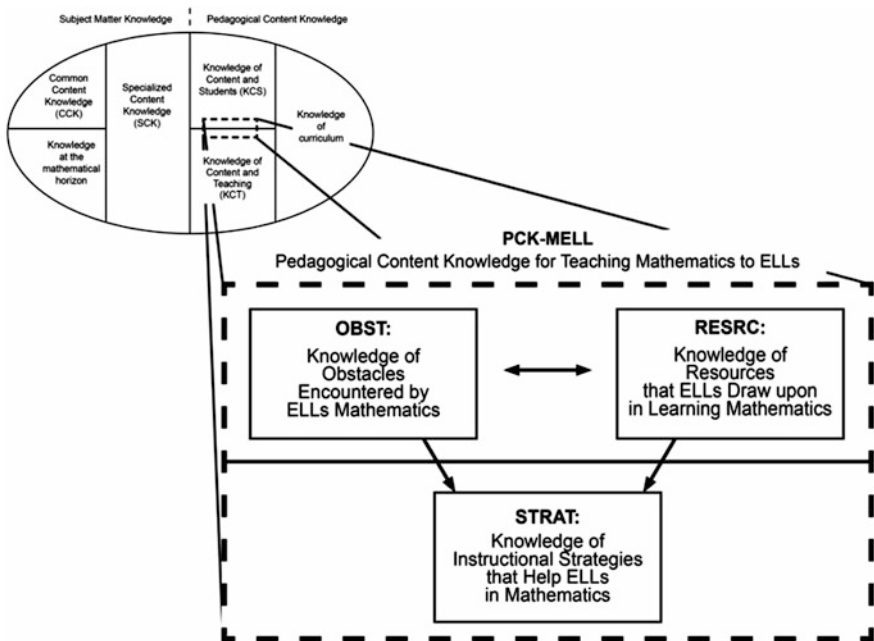 Subject Matter Knowledge
Pedagogical Content Knowledge
Common
Content
Knowledge
(CCK)
Specialized
Content
Knowledge
(SCK)
Knowledge of
Content and
Students (KCS)
Knowledge
of
curriculum
Knowledge
at the
mathematical
horizon
Knowledge of
Content and
Teaching
(KCT)
PCK-MELL
Pedagogical Content Knowledge for Teaching Mathematics to ELLs
OBST:
Knowledge of
Obstacles
Encountered by
ELLs Mathematics
RESRC:
Knowledge of
Resources
that ELLs Draw upon
in Learning Mathematics
STRAT:
Knowledge of
Instructional Strategies
that Help ELLs
in Mathematics